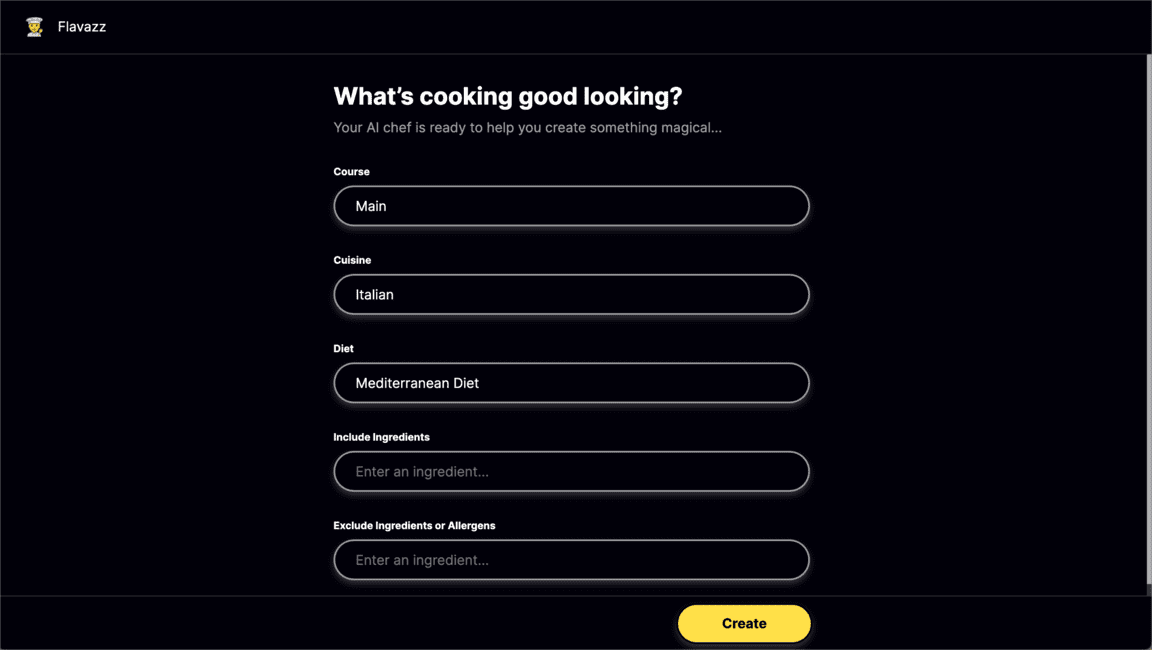 Flavazz
What’s cooking good looking?
Your AI chef is ready to help you create something magical...
Course
Main
Cuisine
Italian
Diet
Mediterranean Diet
Include Ingredients
Enter an ingredient...
Exclude Ingredients or Allergens
Enter an ingredient...
Create